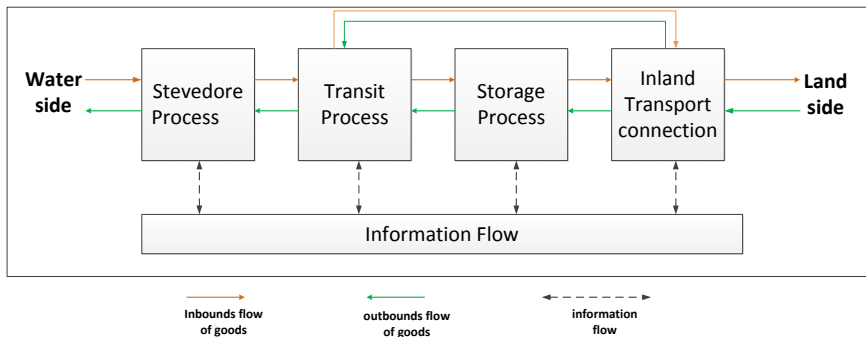 Water
side
Stevedore
Process
Transit
Process
Storage
Process
Inland
Transport
connection
Land
side
Information Flow
Inbounds flow
of goods
outbounds flow
of goods
information
flow